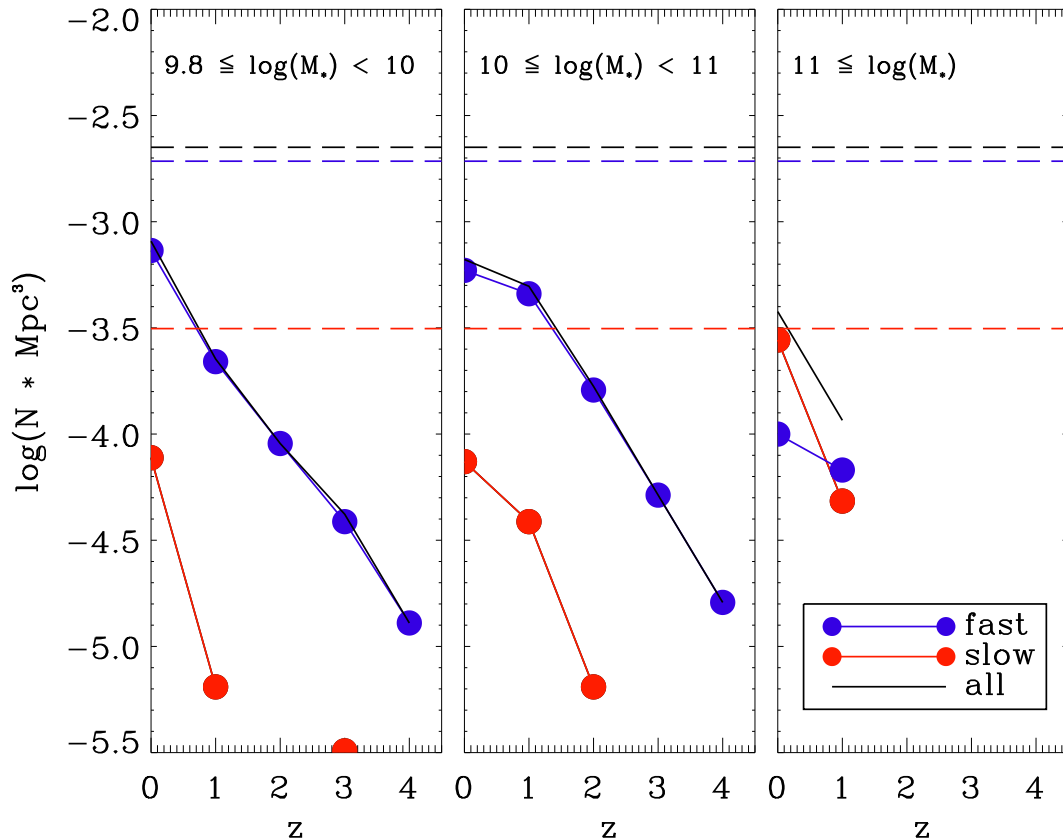 9.8 ≦ log(M*) < 10
10 ≦ log(M*) < 11
11 ≦ log(M*)
log(N * Mpc³)
−2.0
−2.5
−3.0
−3.5
−4.0
−4.5
−5.0
−5.5
fast
slow
all
0 1 2 3 4
0 1 2 3 4
0 1 2 3 4
z
z
z